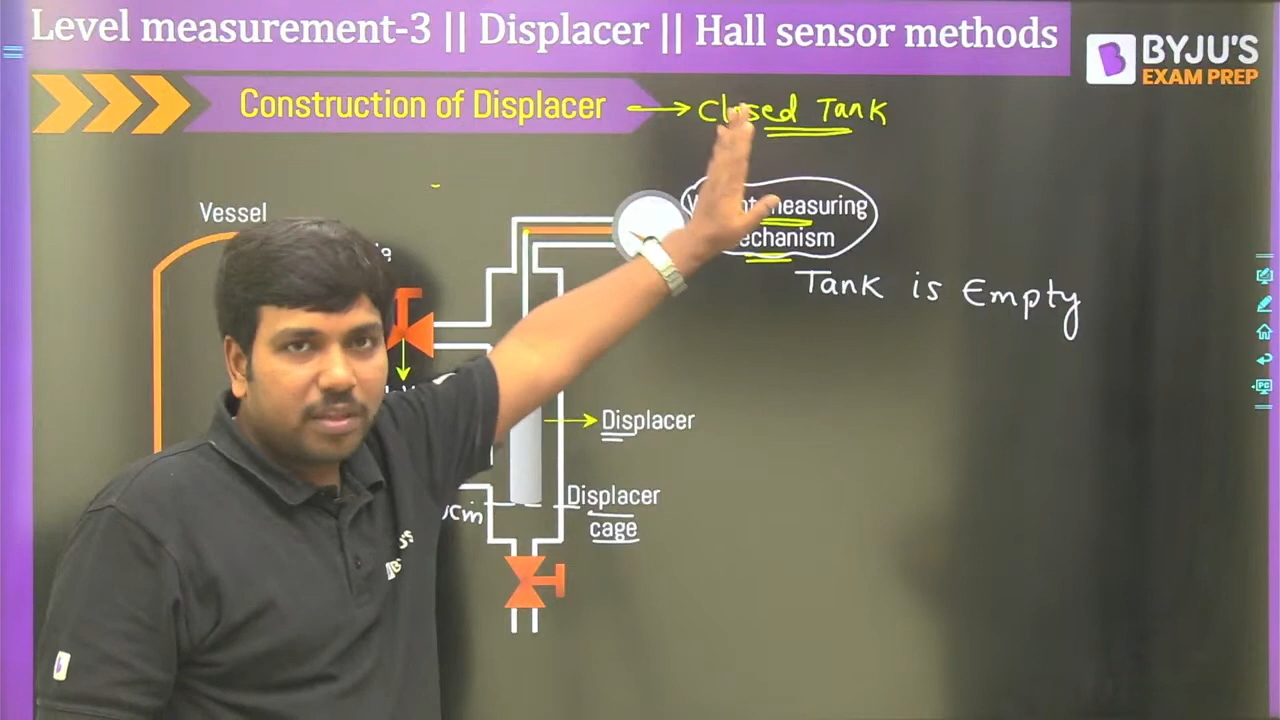 Level measurement-3 || Displacer || Hall sensor methods
BYJU'S
EXAM PREP
Construction of Displacer
Closed Tank
Vessel
measuring
Tank is Empty
Displacer
Displacer
cage